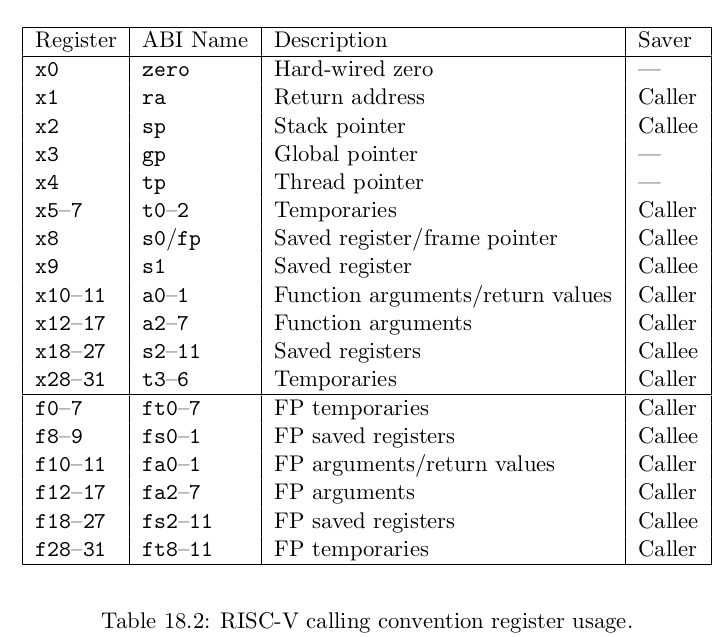 Register ABI Name Description Saver
x0 zero Hard-wired zero —
x1 ra Return address Caller
x2 sp Stack pointer Callee
x3 gp Global pointer —
x4 tp Thread pointer —
x5–7 t0–2 Temporaries Caller
x8 s0/fp Saved register/frame pointer Callee
x9 s1 Saved register Callee
x10–11 a0–1 Function arguments/return values Caller
x12–17 a2–7 Function arguments Caller
x18–27 s2–11 Saved registers Callee
x28–31 t3–6 Temporaries Caller
f0–7 ft0–7 FP temporaries Caller
f8–9 fs0–1 FP saved registers Callee
f10–11 fa0–1 FP arguments/return values Caller
f12–17 fa2–7 FP arguments Caller
f18–27 fs2–11 FP saved registers Callee
f28–31 ft8–11 FP temporaries Caller
Table 18.2: RISC-V calling convention register usage.